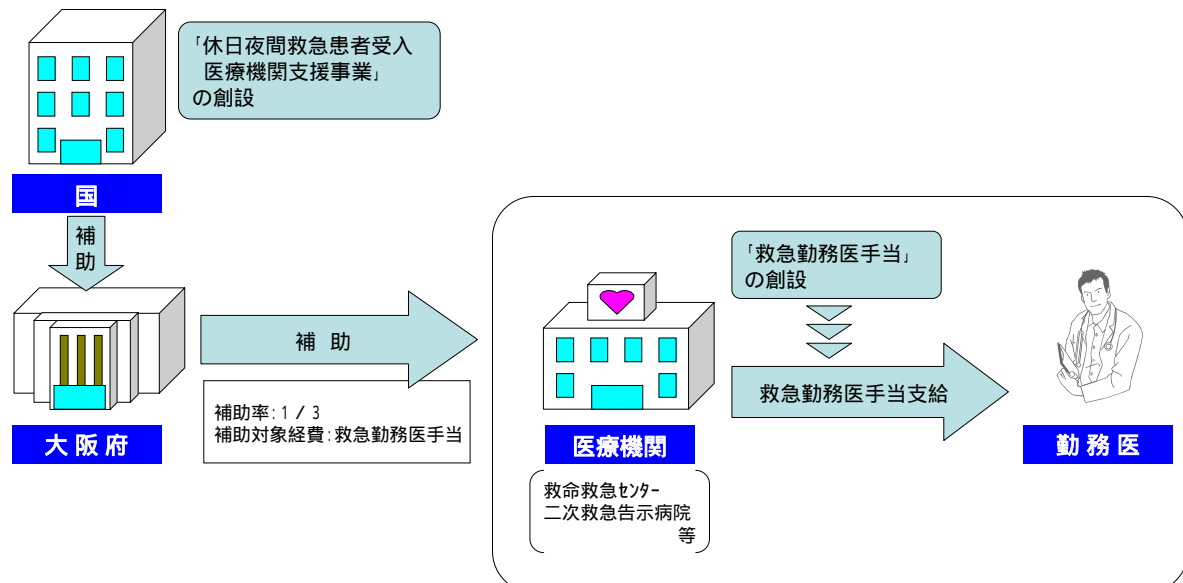 「休日夜間救急患者受入
医療機関支援事業」
の創設
国
補
助
大阪府
補 助
補助率:1/3
補助対象経費:救急勤務医手当
「救急勤務医手当」
の創設
救急勤務医手当支給
医療機関
救命救急ｾﾝﾀｰ
二次救急告示病院
等
勤務医